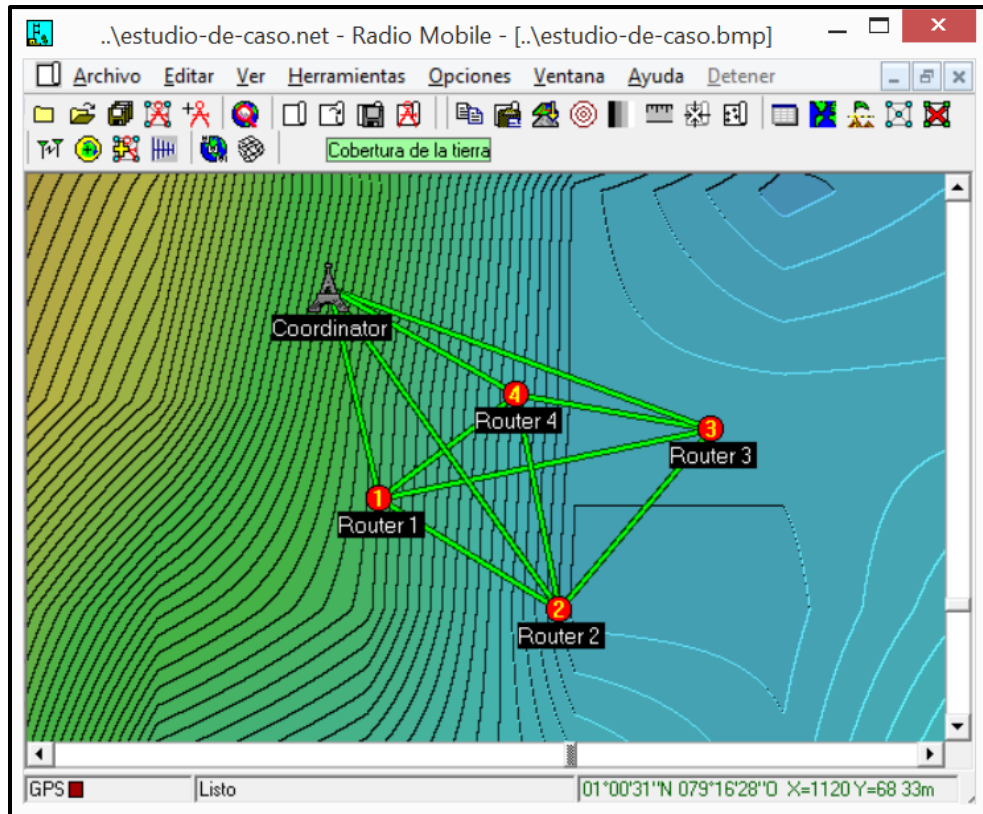 ..\estudio-de-caso.net - Radio Mobile - [..\estudio-de-caso.bmp]
Archivo Editar Ver Herramientas Opciones Ventana Ayuda Detener
Cobertura de la tierra
Coordinator
4
Router 4
3
Router 3
1
Router 1
2
Router 2
GPS Listo 01°00'31"N 079°16'28"O X=1120 Y=68 33m